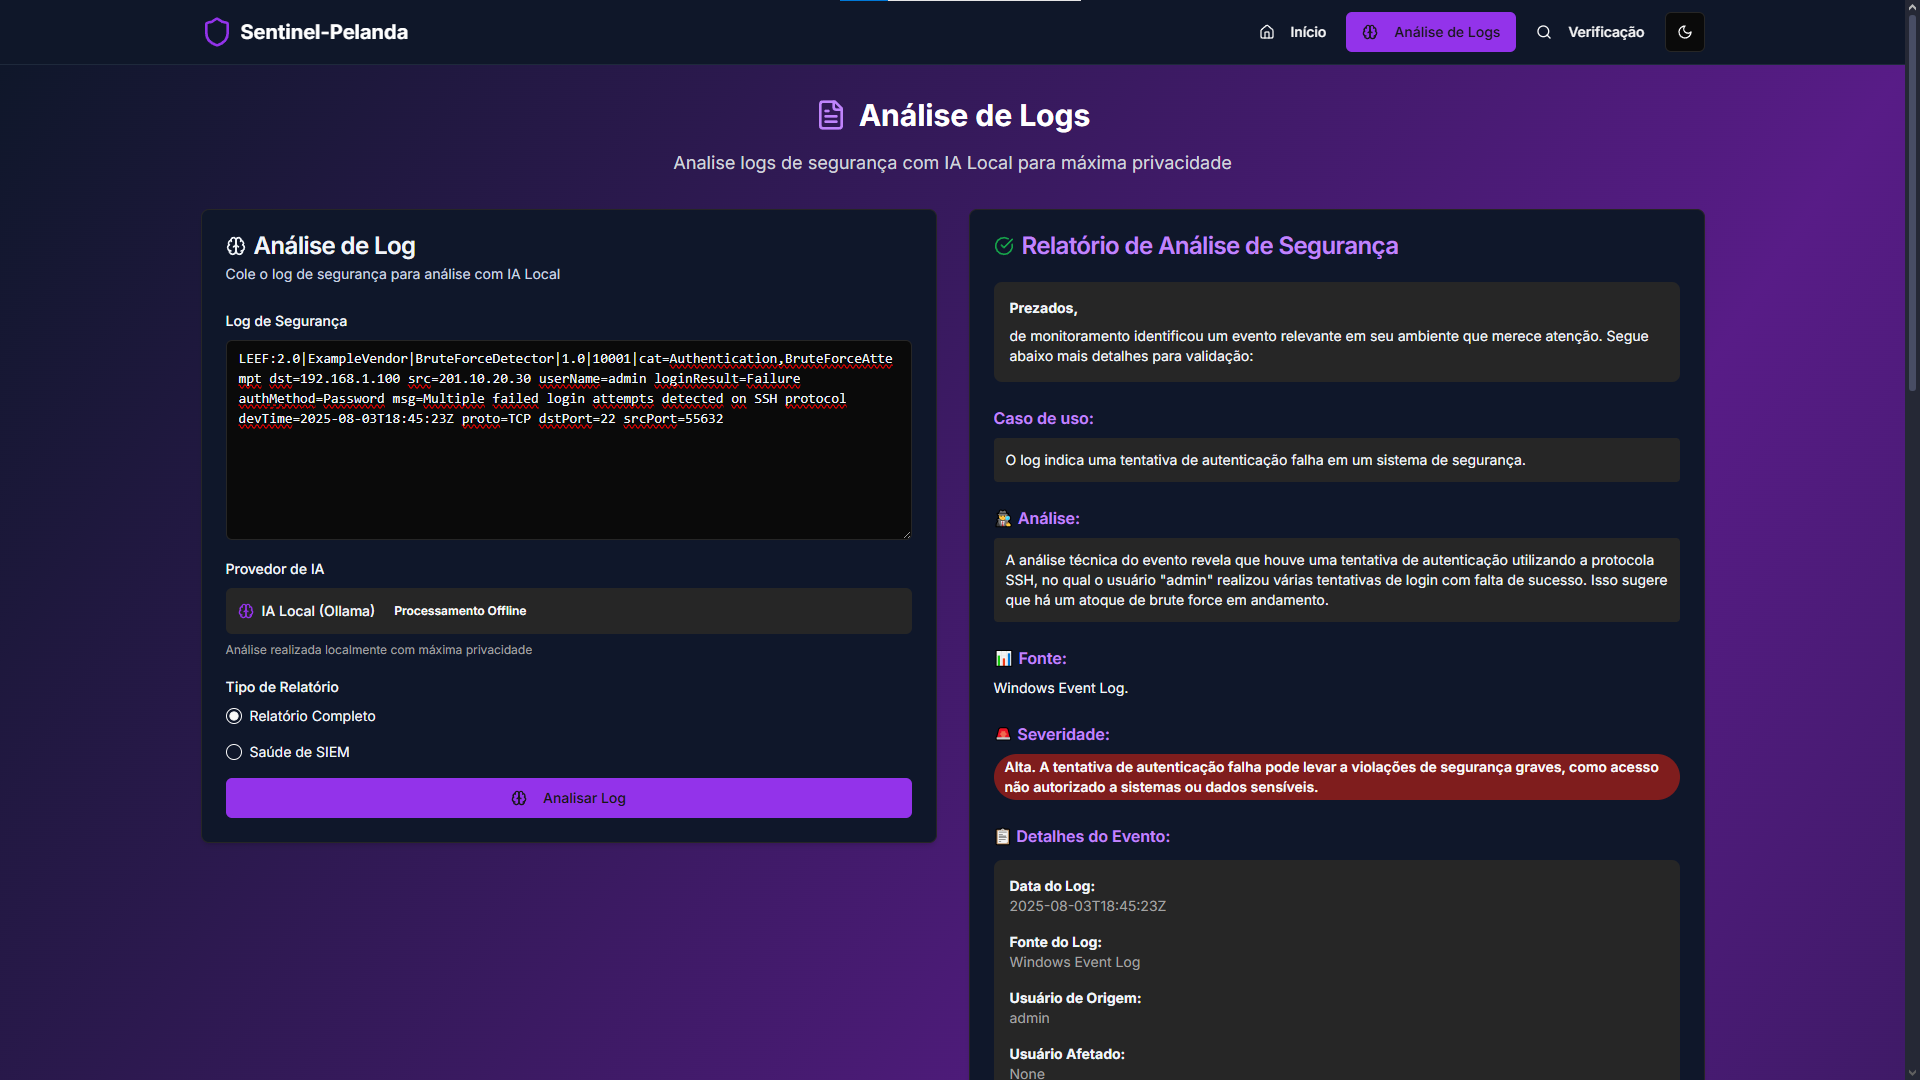 Sentinel-Pelanda
Início
Análise de Logs
Verificação
Análise de Logs
Analise logs de segurança com IA Local para máxima privacidade
Análise de Log
Cole o log de segurança para análise com IA Local
Log de Segurança
LEEF:2.0|ExampleVendor|BruteForceDetector|1.0|10001|cat=Authentication,BruteForceAtte
mpt dst=192.168.1.100 src=201.10.20.30 userName=admin loginResult=Failure
authMethod=Password msg=Multiple failed login attempts detected on SSH protocol
devTime=2025-08-03T18:45:23Z proto=TCP dstPort=22 srcPort=55632
Provedor de IA
IA Local (Ollama) Processamento Offline
Análise realizada localmente com máxima privacidade
Tipo de Relatório
Relatório Completo
Saúde de SIEM
Analisar Log
Relatório de Análise de Segurança
Prezados,
de monitoramento identificou um evento relevante em seu ambiente que merece atenção. Segue
abaixo mais detalhes para validação:
Caso de uso:
O log indica uma tentativa de autenticação falha em um sistema de segurança.
Análise:
A análise técnica do evento revela que houve uma tentativa de autenticação utilizando a protocola
SSH, no qual o usuário "admin" realizou várias tentativas de login com falta de sucesso. Isso sugere
que há um atoque de brute force em andamento.
Fonte:
Windows Event Log.
Severidade:
Alta. A tentativa de autenticação falha pode levar a violações de segurança graves, como acesso
não autorizado a sistemas ou dados sensíveis.
Detalhes do Evento:
Data do Log:
2025-08-03T18:45:23Z
Fonte do Log:
Windows Event Log
Usuário de Origem:
admin
Usuário Afetado:
None